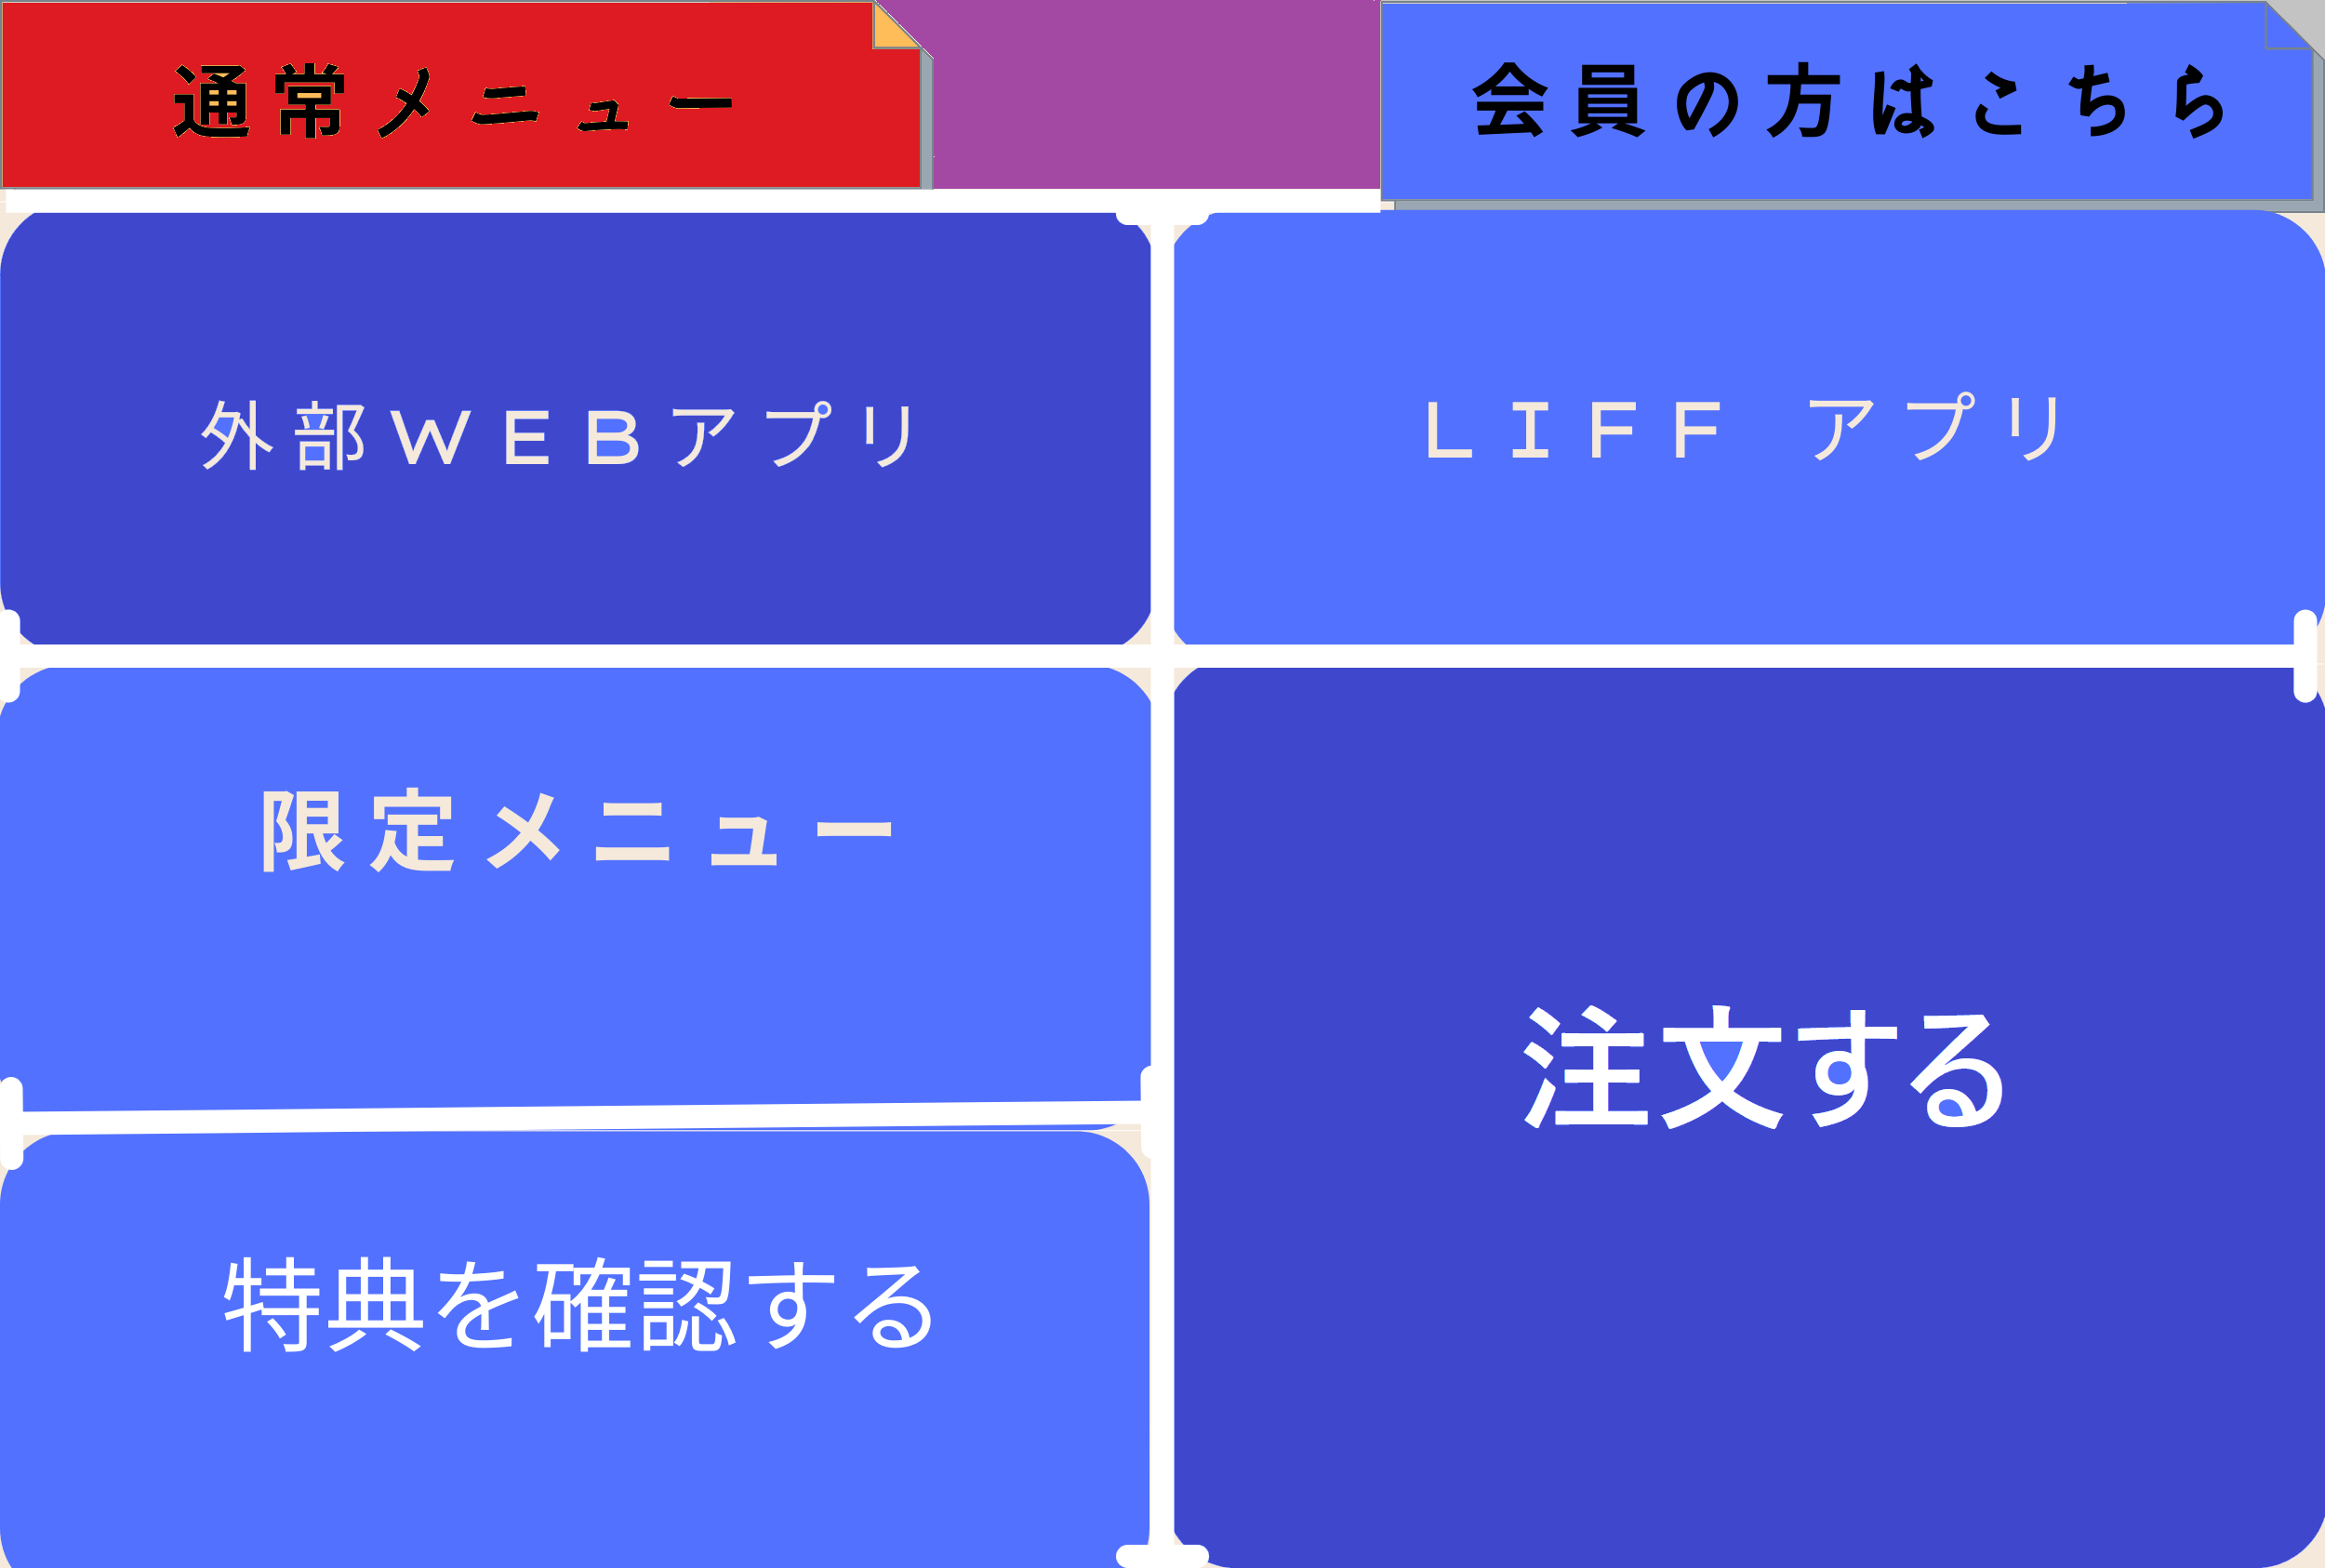 通常メニュー
会員の方はこちら
外部WEBアプリ
LIFF アプリ
限定メニュー
注文する
特典を確認する